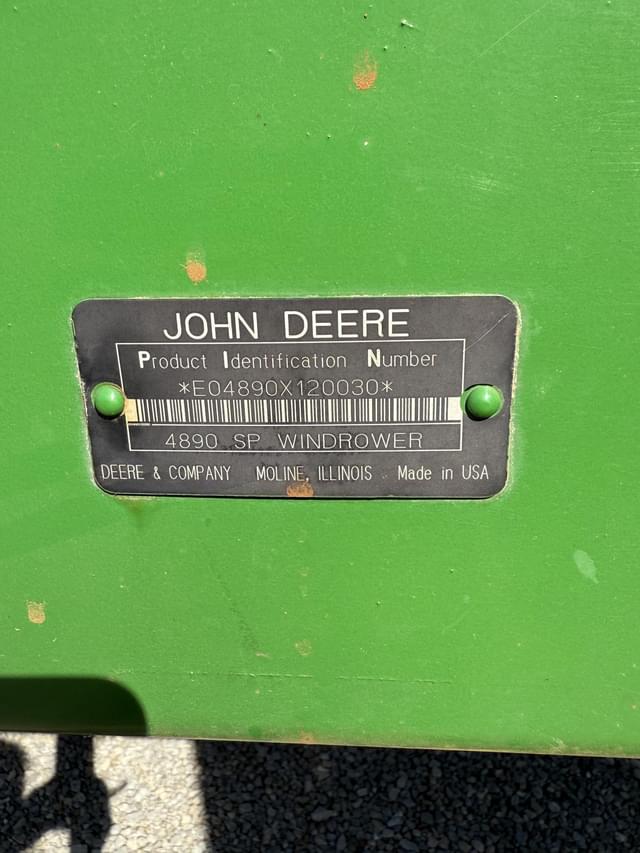 JOHN DEERE
Product Identification Number
*E04890X120030*
4890 SP WINDROWER
DEERE & COMPANY MOLINE, ILLINOIS Made in USA